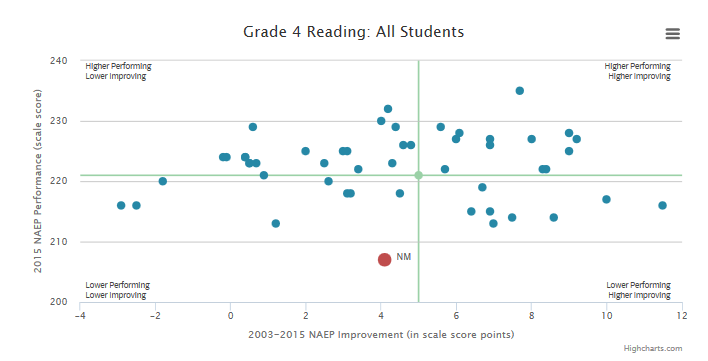 Grade 4 Reading: All Students
240
Higher Performing
Lower Improving
Higher Performing
Higher Improving
230
220
210
200
2015 NAEP Performance (scale score)
NM
Lower Performing
Lower Improving
Lower Performing
Higher Improving
-4
-2
0
2
4
6
8
10
12
2003-2015 NAEP Improvement (in scale score points)
Highcharts.com